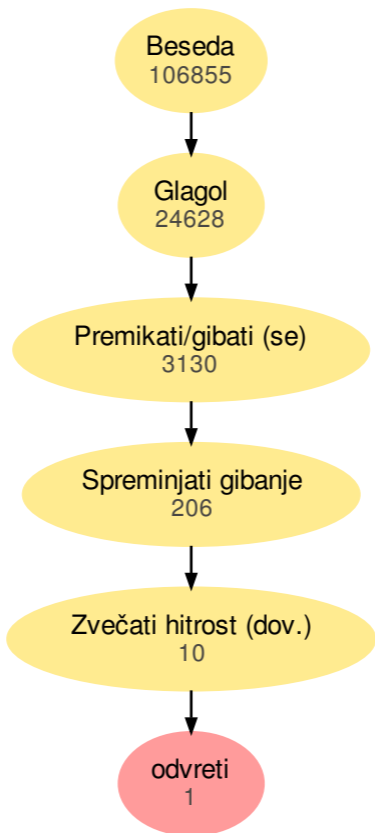 Beseda
106855
Glagol
24628
Premikati/gibati (se)
3130
Spreminjati gibanje
206
Zvečati hitrost (dov.)
10
odvreti
1